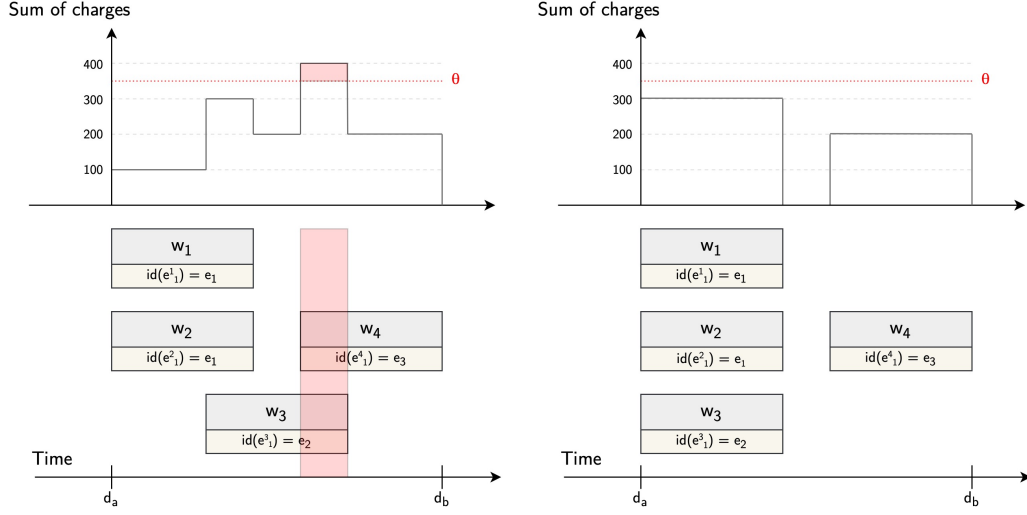 Sum of charges
400
θ
300
200
100
w₁
id(e¹₁) = e₁
w₂
id(e²₁) = e₁
w₄
id(e⁴₁) = e₃
w₃
id(e³₁) = e₂
Time
dₐ
d_b
Sum of charges
400
θ
300
200
100
w₁
id(e¹₁) = e₁
w₂
id(e²₁) = e₁
w₄
id(e⁴₁) = e₃
w₃
id(e³₁) = e₂
Time
dₐ
d_b